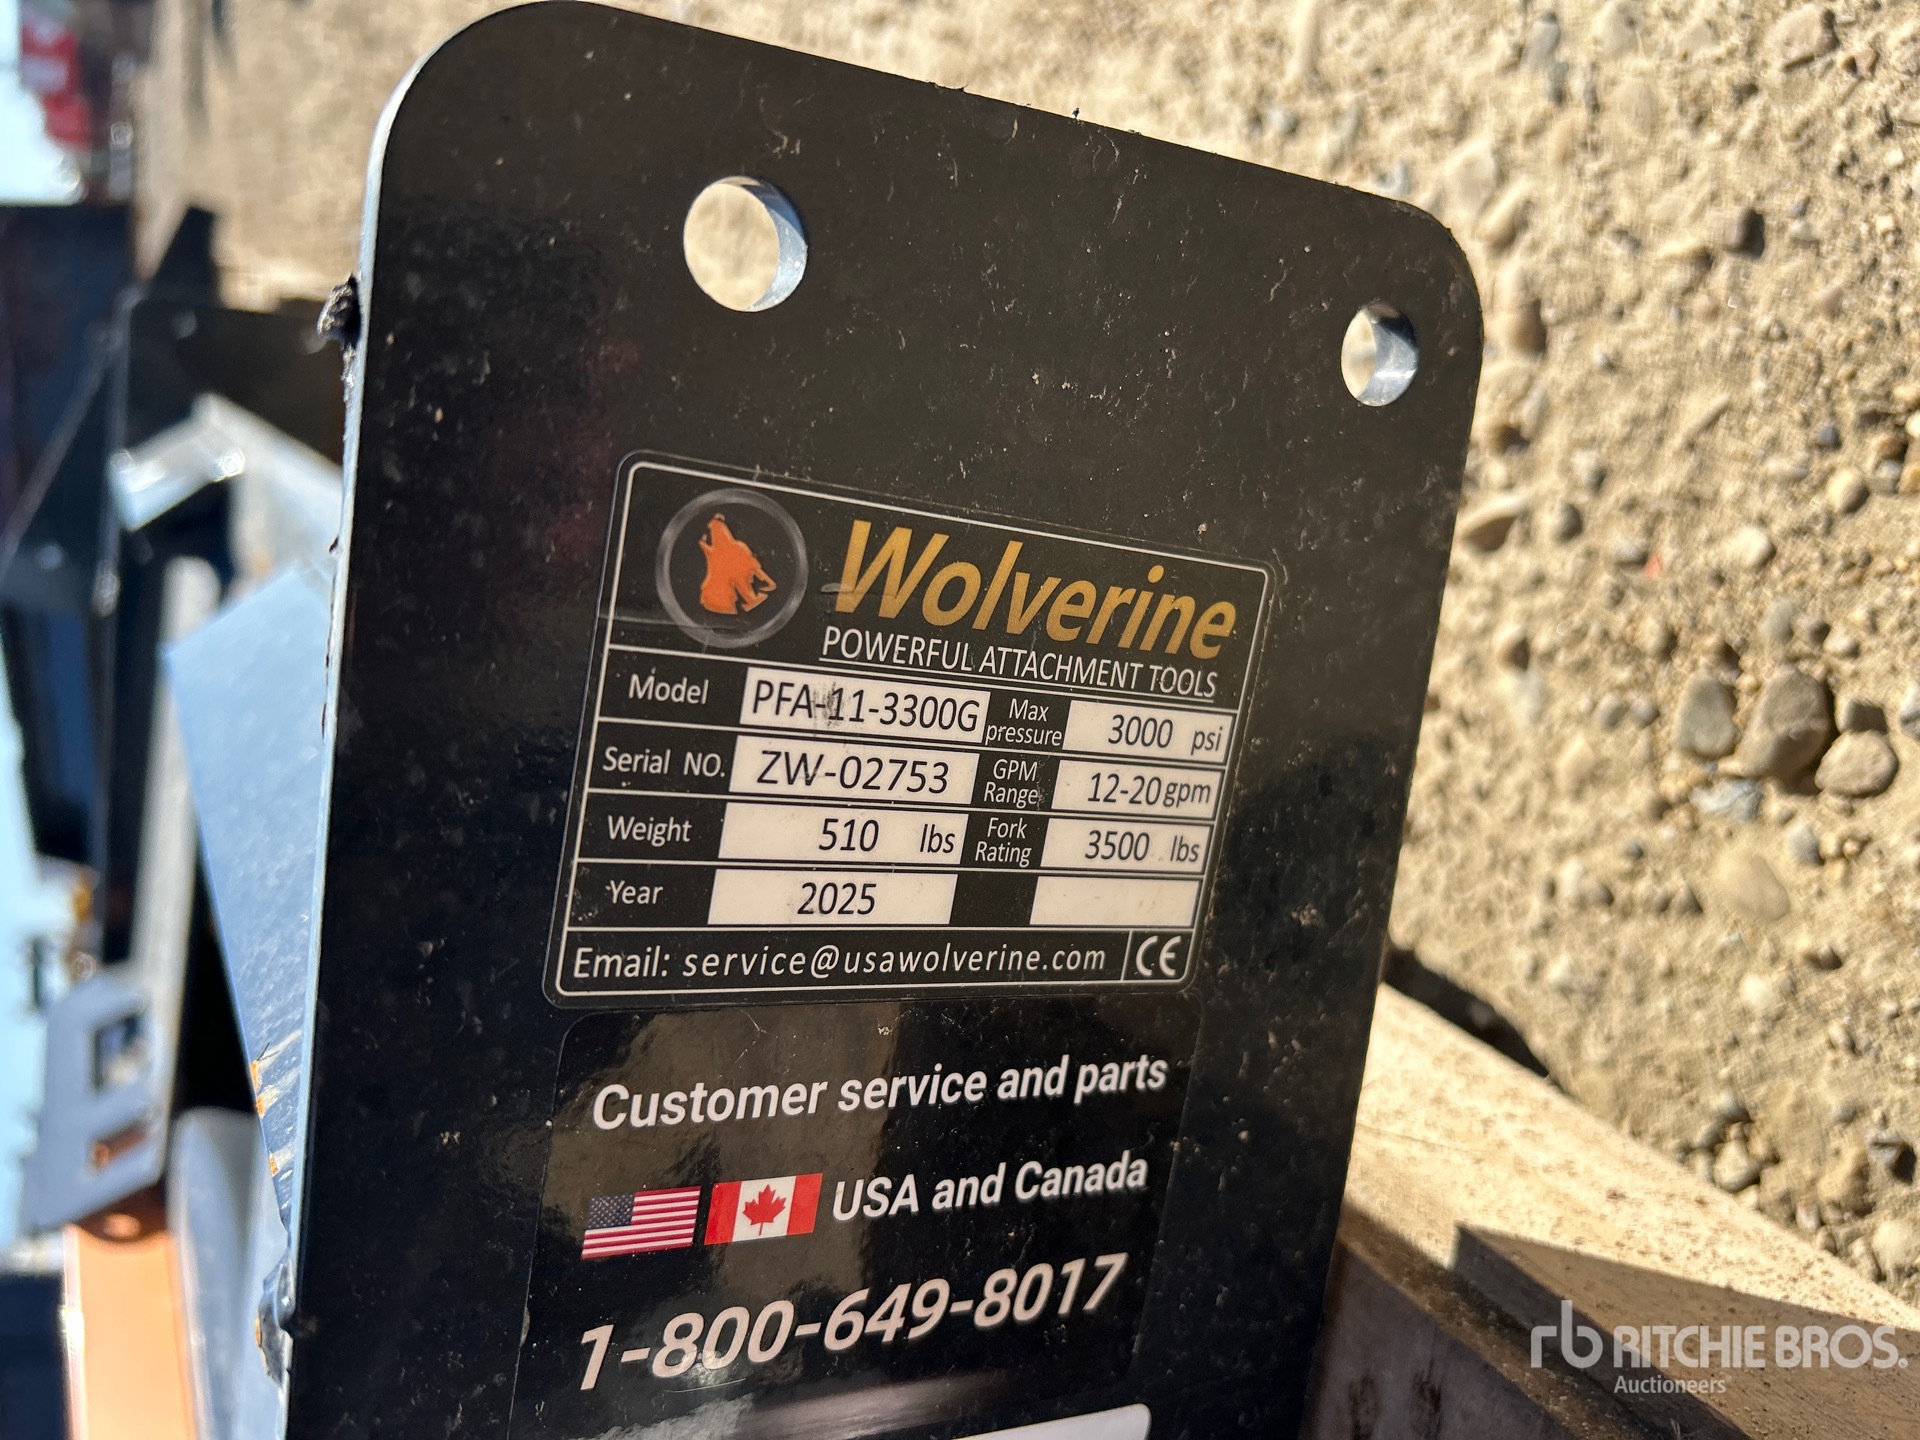 Wolverine
POWERFUL ATTACHMENT TOOLS
Model PFA-11-3300G Max pressure 3000 psi
Serial NO. ZW-02753 GPM Range 12-20gpm
Weight 510 lbs Fork Rating 3500 lbs
Year 2025
Email: service@usawolverine.com CE
Customer service and parts
USA and Canada
1-800-649-8017
rb RITCHIE BROS.
Auctioneers